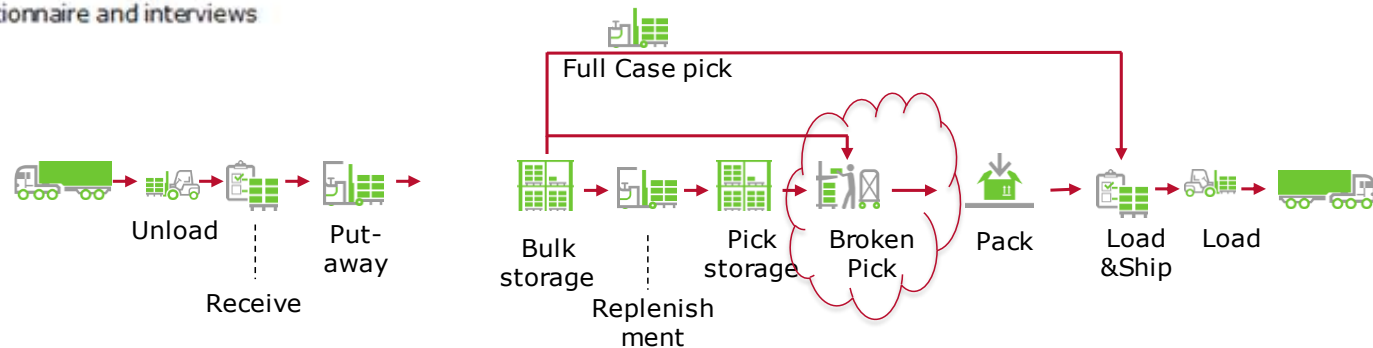 and interviews
Full Case pick
Unload
Receive
Put-
away
Bulk
storage
Replenish
ment
Pick
storage
Broken
Pick
Pack
Load
&Ship
Load